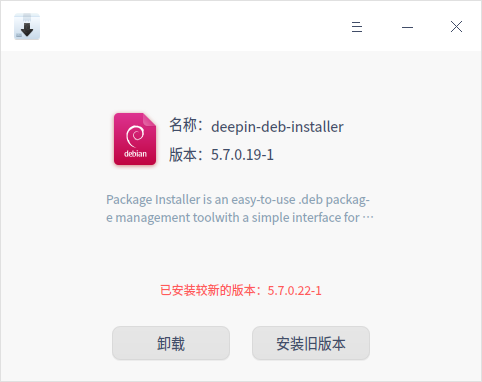 debian
名称： deepin-deb-installer
版本： 5.7.0.19-1
Package Installer is an easy-to-use .deb packag-
e management toolwith a simple interface for ⋯
已安装较新的版本：5.7.0.22-1
卸载 安装旧版本